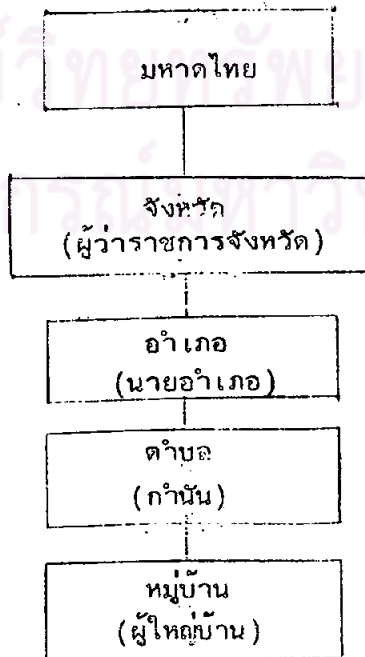 มหาดไทย
จังหวัด
(ผู้ว่าราชการจังหวัด)
อำเภอ
(นายอำเภอ)
ตำบล
(กำนัน)
หมู่บ้าน
(ผู้ใหญ่บ้าน)